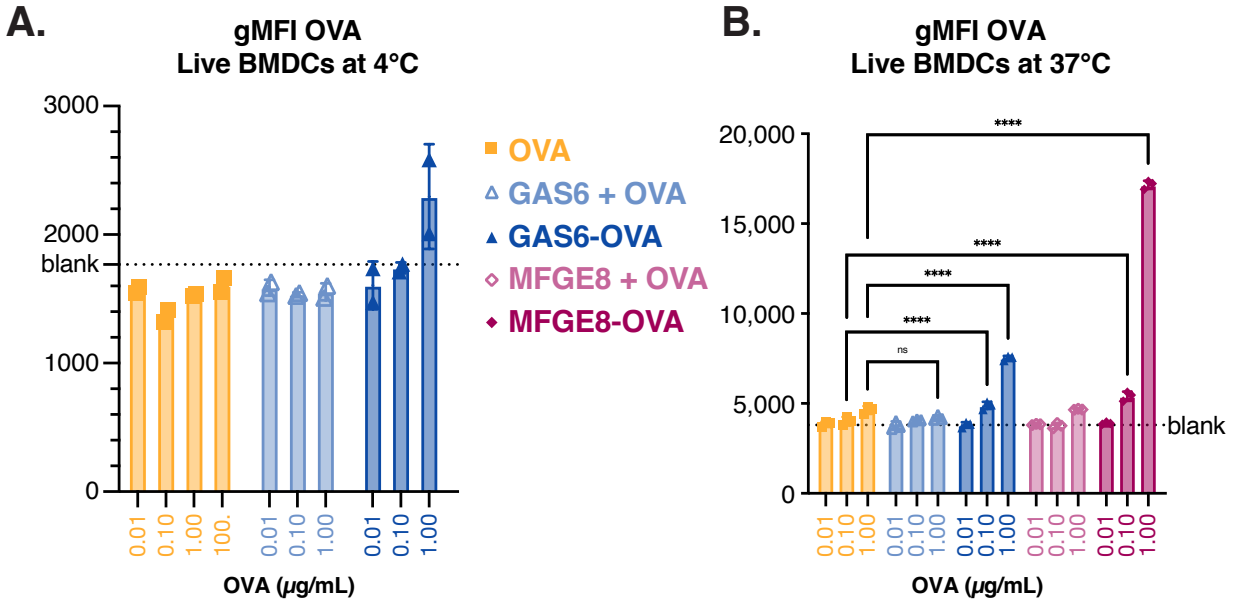 A.
gMFI OVA
Live BMDCs at 4°C
3000
2000
blank
1000
0
0.01
0.10
1.00
100.
0.01
0.10
1.00
0.01
0.10
1.00
OVA (µg/mL)
OVA
GAS6 + OVA
GAS6-OVA
MFGE8 + OVA
MFGE8-OVA
B.
gMFI OVA
Live BMDCs at 37°C
20,000
15,000
10,000
5,000
0
****
****
****
****
ns
blank
0.01
0.10
1.00
0.01
0.10
1.00
0.01
0.10
1.00
0.01
0.10
1.00
0.01
0.10
1.00
OVA (µg/mL)